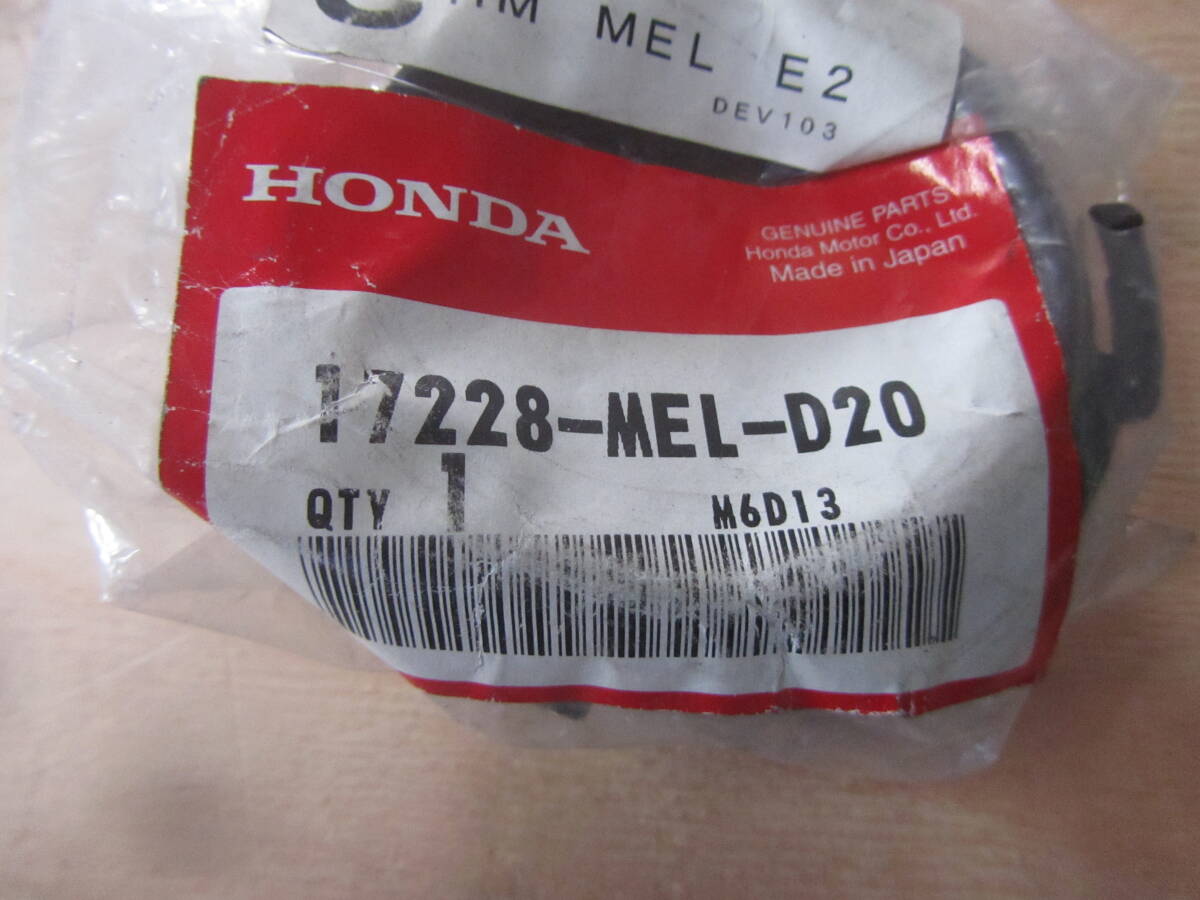 MEL E2
DEV103
HONDA
GENUINE PARTS
Honda Motor Co., Ltd.
Made in Japan
17228-MEL-D20
QTY 1 M6D13